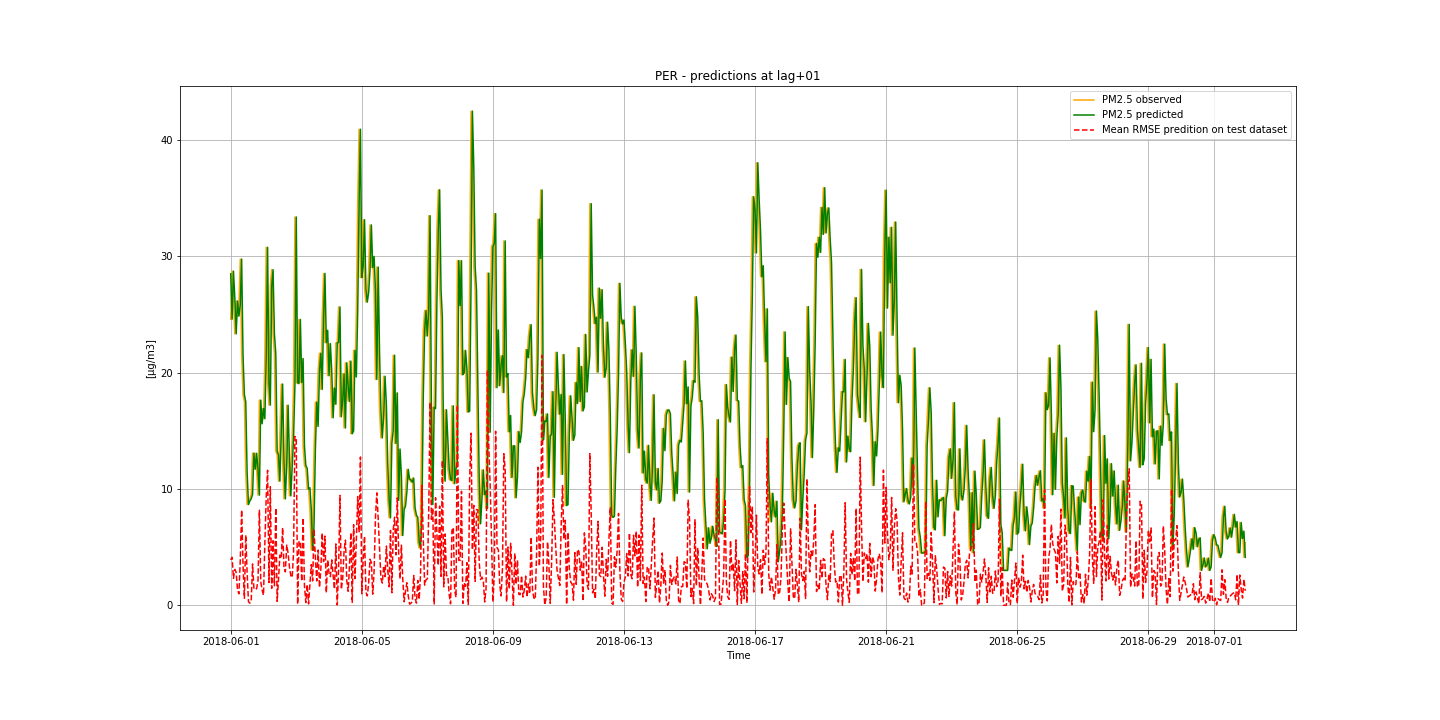 PER - predictions at lag+01
PM2.5 observed
PM2.5 predicted
Mean RMSE predition on test dataset
40
30
20
10
0
[µg/m3]
2018-06-01 2018-06-05 2018-06-09 2018-06-13 2018-06-17 2018-06-21 2018-06-25 2018-06-29 2018-07-01
Time